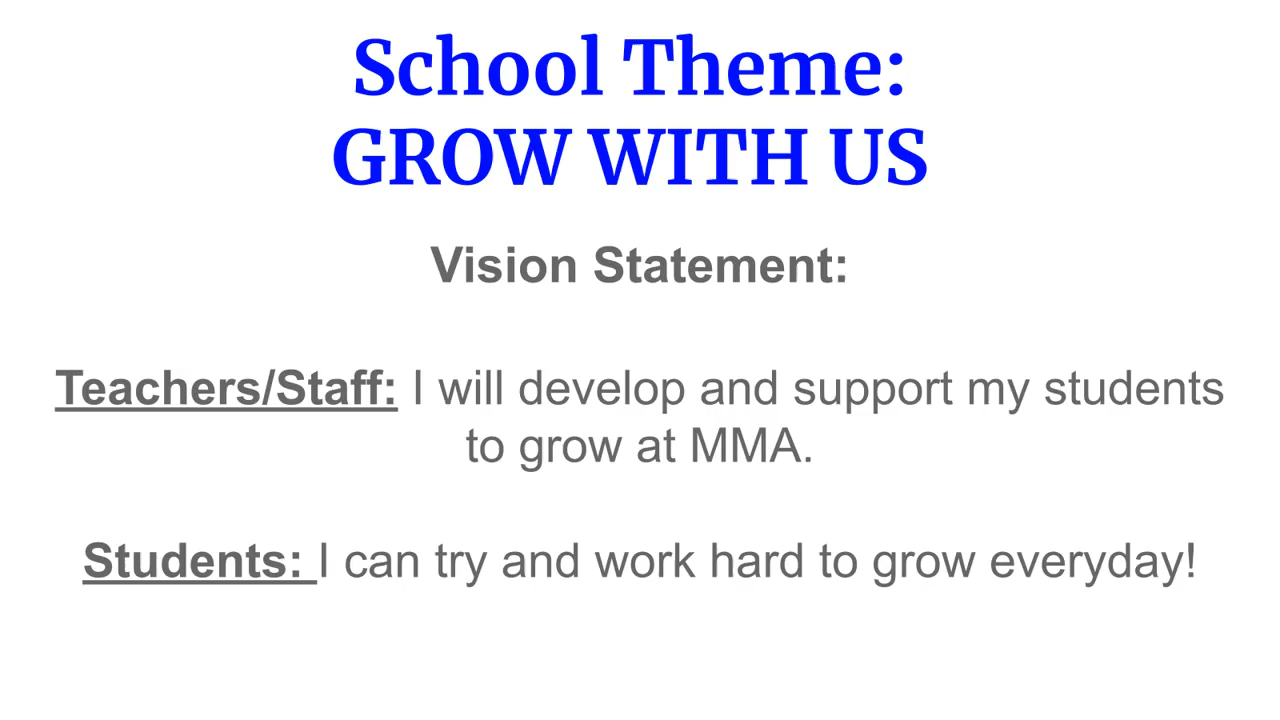 School Theme:
GROW WITH US
Vision Statement:
Teachers/Staff: I will develop and support my students
to grow at MMA.
Students: I can try and work hard to grow everyday!